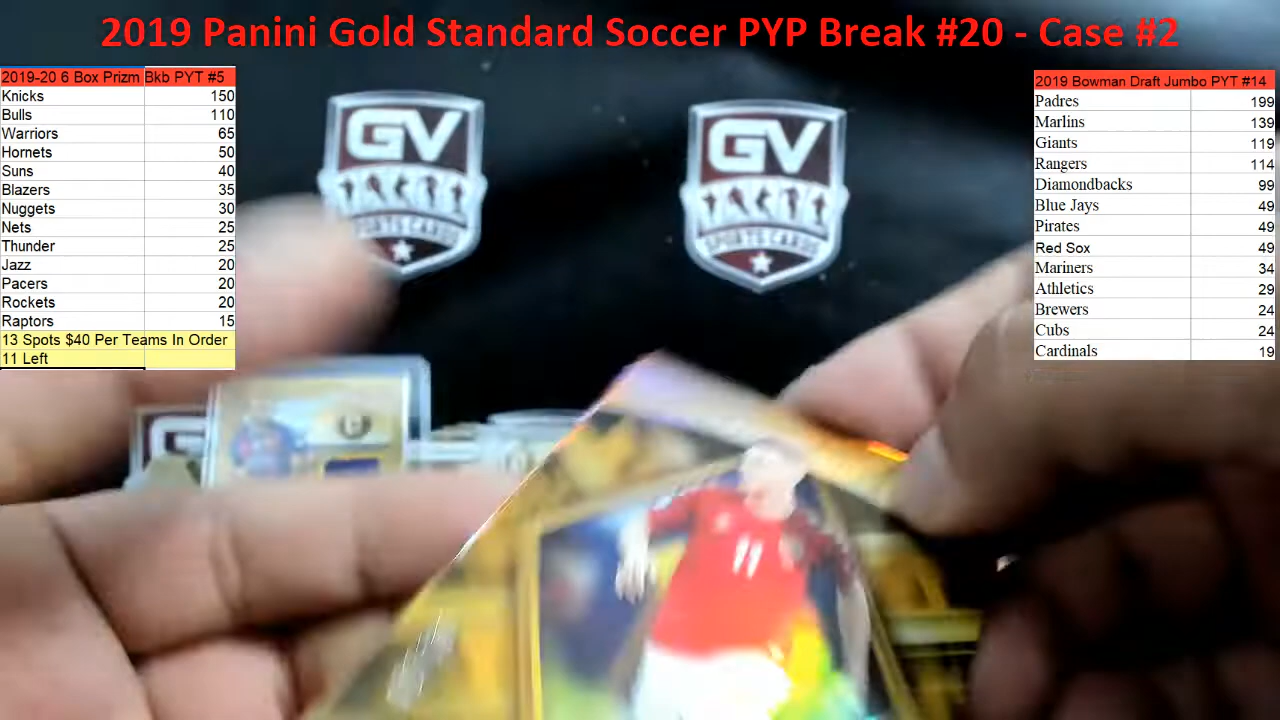 2019 Panini Gold Standard Soccer PYP Break #20 - Case #2
2019-20 6 Box Prizm Bkb PYT #5
Knicks 150
Bulls 110
Warriors 65
Hornets 50
Suns 40
Blazers 35
Nuggets 30
Nets 25
Thunder 25
Jazz 20
Pacers 20
Rockets 20
Raptors 15
13 Spots $40 Per Teams In Order
11 Left
GV
SPORTS CARDS
GV
SPORTS CARDS
2019 Bowman Draft Jumbo PYT #14
Padres 199
Marlins 139
Giants 119
Rangers 114
Diamondbacks 99
Blue Jays 49
Pirates 49
Red Sox 49
Mariners 34
Athletics 29
Brewers 24
Cubs 24
Cardinals 19
11